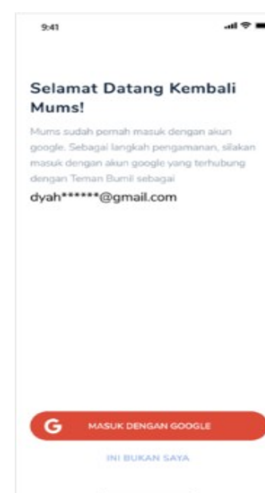 9:41
Selamat Datang Kembali
Mums!
Mums sudah pernah masuk dengan akun
google. Sebagai langkah pengamanan, silakan
masuk dengan akun google yang terhubung
dengan Teman Bumil sebagai
dyah******@gmail.com
G MASUK DENGAN GOOGLE
INI BUKAN SAYA